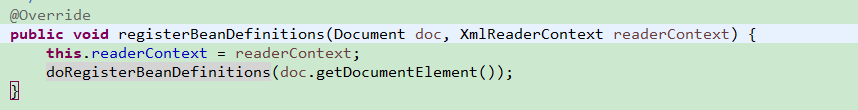 @Override
public void registerBeanDefinitions(Document doc, XmlReaderContext readerContext) {
this.readerContext = readerContext;
doRegisterBeanDefinitions(doc.getDocumentElement());
}